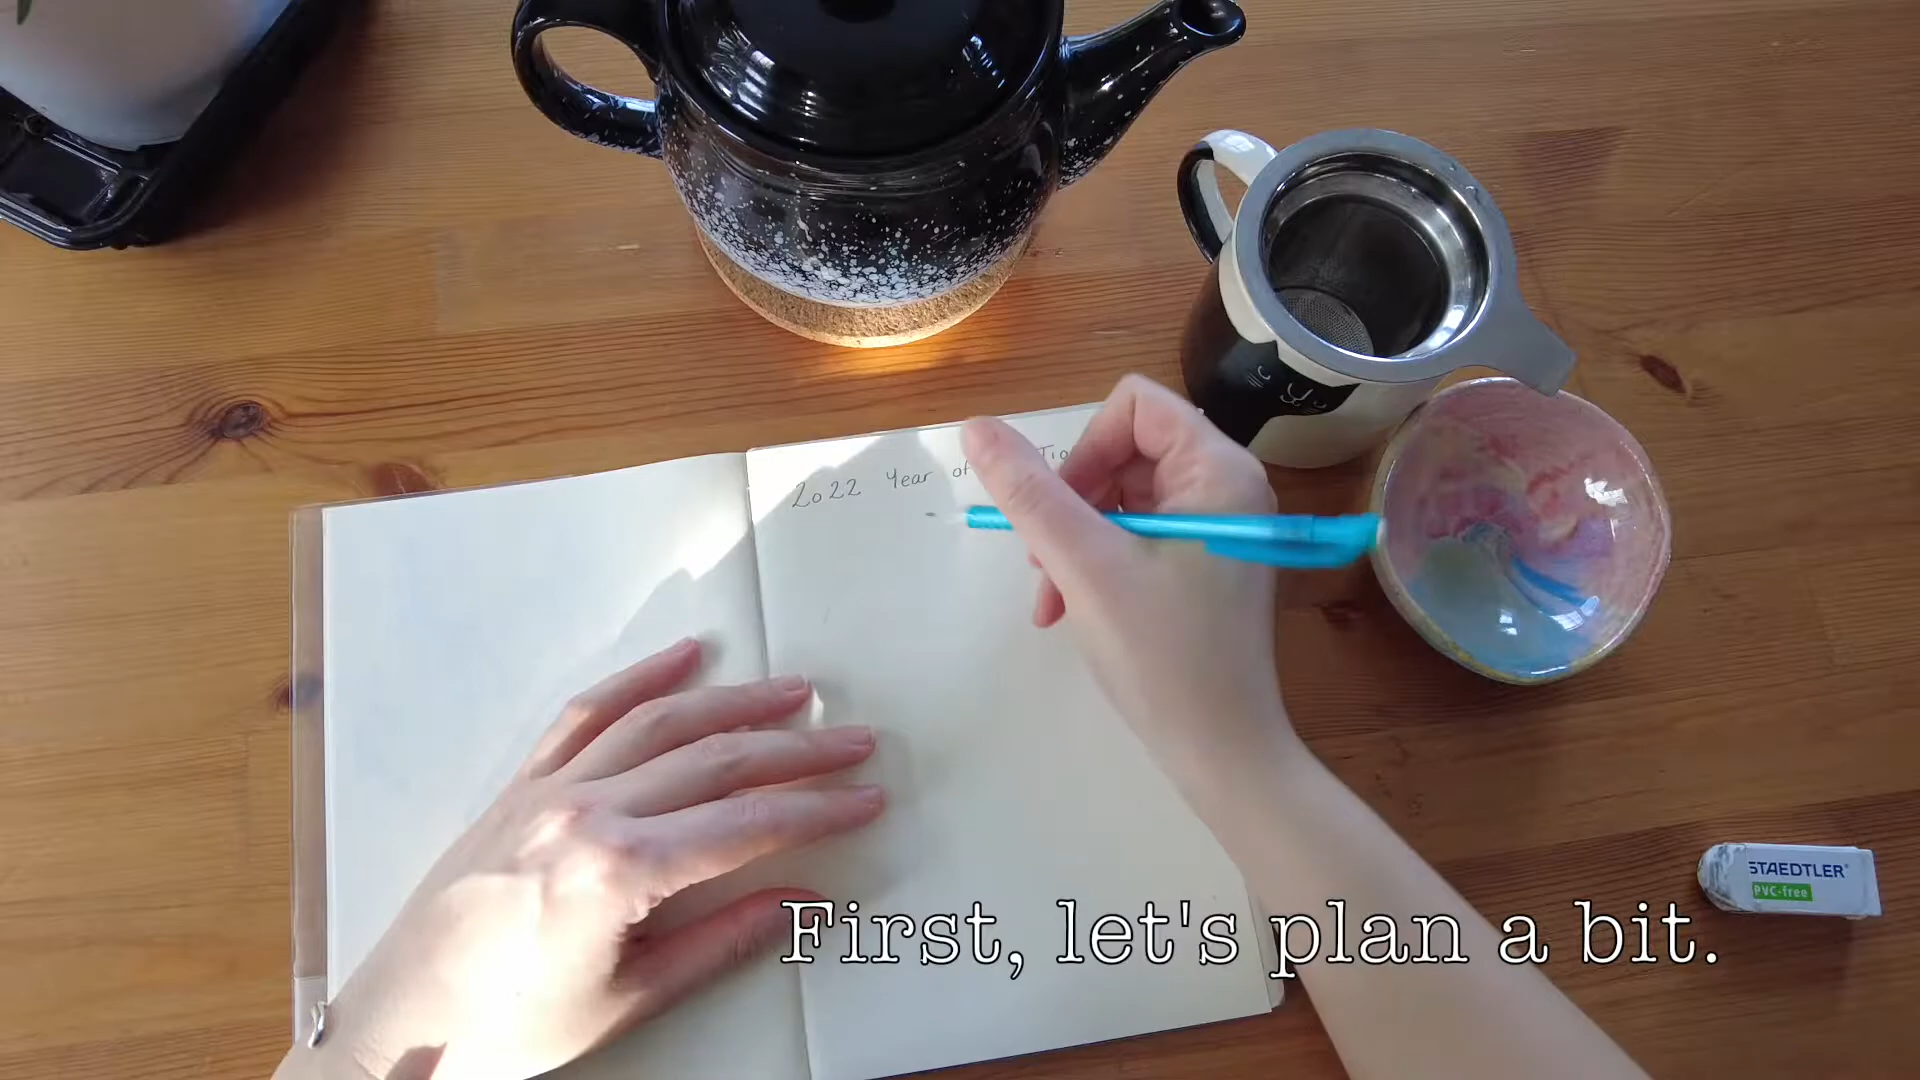 2022 Year of
STAEDTLER
PVC-free
First, let's plan a bit.